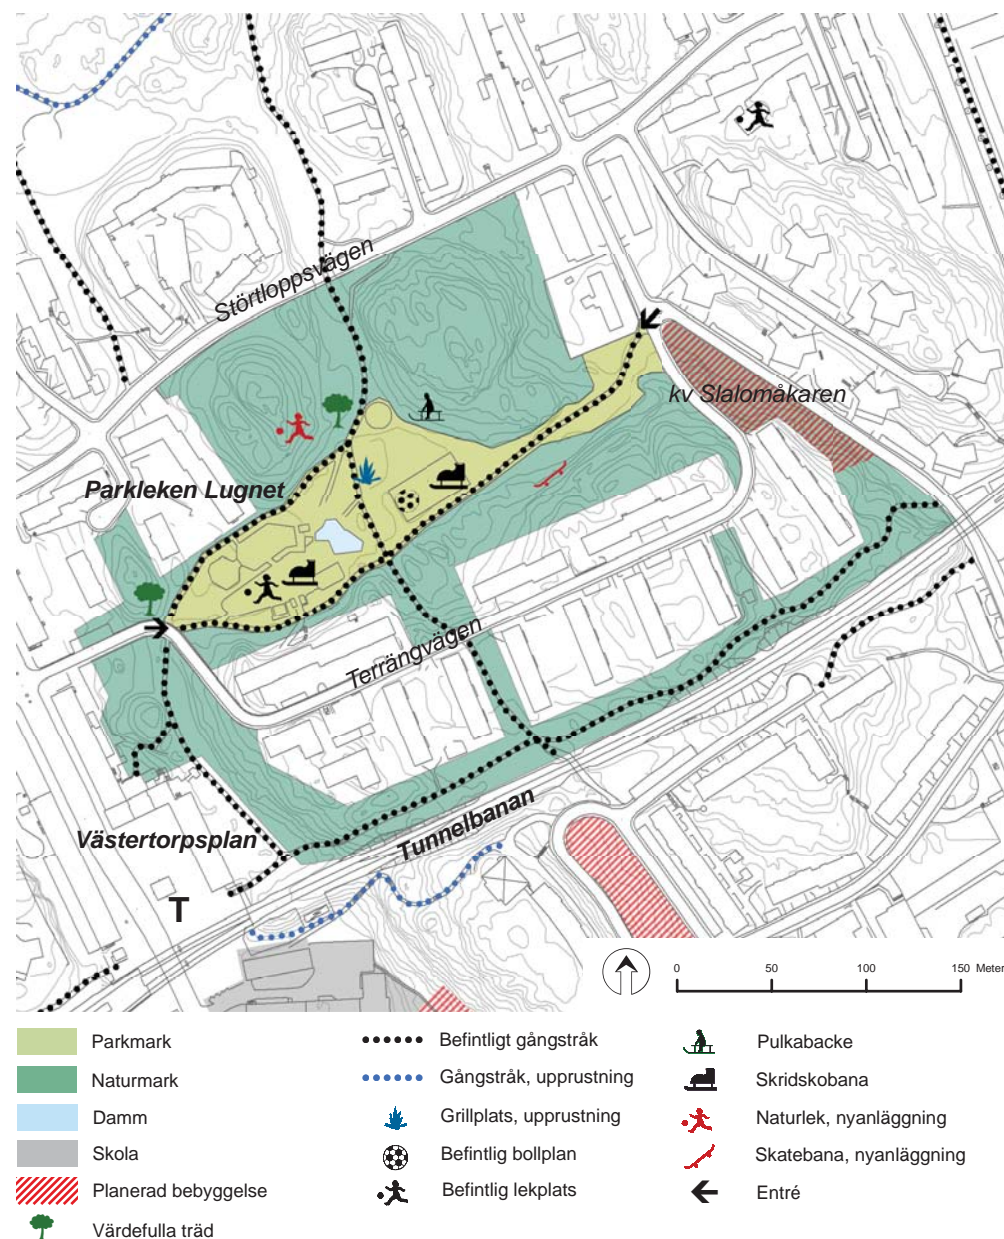 Störtloppsvägen
kv Slalomåkaren
Parkleken Lugnet
Terrängvägen
Västertorpsplan
Tunnelbanan
T
0 50 100 150 Meter
Parkmark
Naturmark
Damm
Skola
Planerad bebyggelse
Värdefulla träd
Befintligt gångstråk
Gångstråk, upprustning
Grillplats, upprustning
Befintlig bollplan
Befintlig lekplats
Pulkabacke
Skridskobana
Naturlek, nyanläggning
Skatebana, nyanläggning
Entré